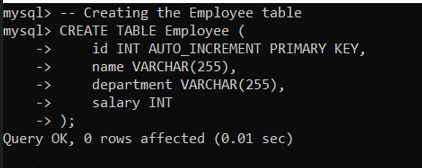 mysql> -- Creating the Employee table
mysql> CREATE TABLE Employee (
    ->     id INT AUTO_INCREMENT PRIMARY KEY,
    ->     name VARCHAR(255),
    ->     department VARCHAR(255),
    ->     salary INT
    -> );
Query OK, 0 rows affected (0.01 sec)